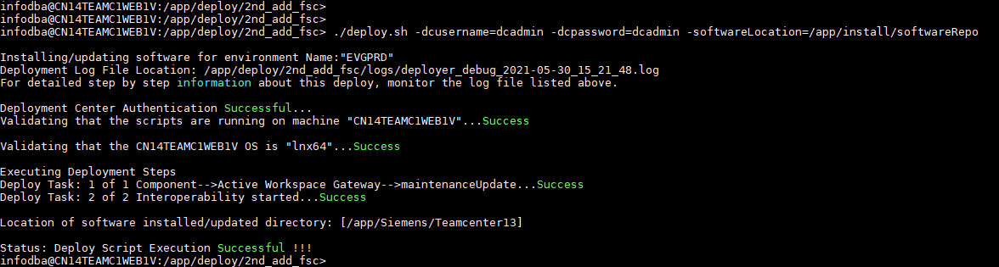 infodba@CN14TEAMC1WEB1V:/app/deploy/2nd_add_fsc>
infodba@CN14TEAMC1WEB1V:/app/deploy/2nd_add_fsc>
infodba@CN14TEAMC1WEB1V:/app/deploy/2nd_add_fsc> ./deploy.sh -dcusername=dcadmin -dcpassword=dcadmin -softwareLocation=/app/install/softwareRepo
Installing/updating software for environment Name:"EVGPRD"
Deployment Log File Location: /app/deploy/2nd_add_fsc/logs/deployer_debug_2021-05-30_15_21_48.log
For detailed step by step information about this deploy, monitor the log file listed above.
Deployment Center Authentication Successful...
Validating that the scripts are running on machine "CN14TEAMC1WEB1V"...Success
Validating that the CN14TEAMC1WEB1V OS is "lnx64"...Success
Executing Deployment Steps
Deploy Task: 1 of 1 Component-->Active Workspace Gateway-->maintenanceUpdate...Success
Deploy Task: 2 of 2 Interoperability started...Success
Location of software installed/updated directory: [/app/Siemens/Teamcenter13]
Status: Deploy Script Execution Successful !!!
infodba@CN14TEAMC1WEB1V:/app/deploy/2nd_add_fsc>